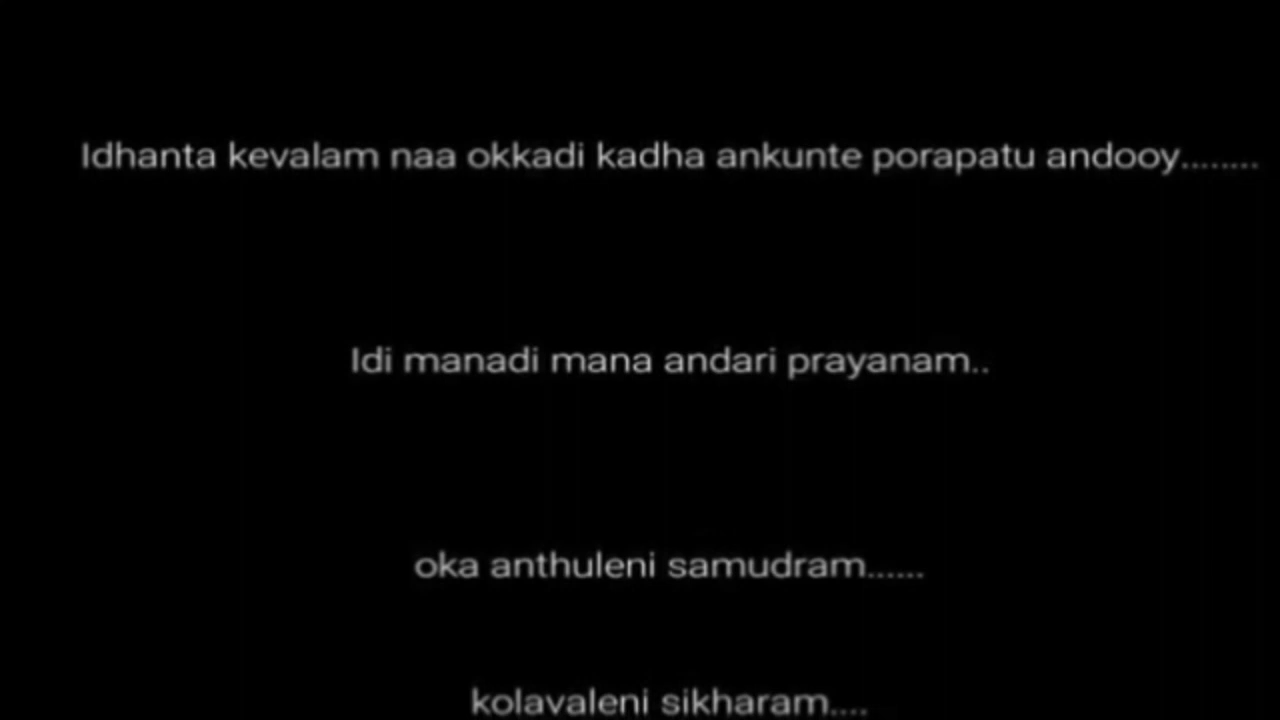 Idhanta kevalam naa okkadi kadha ankunte porapatu andooy........
Idi manadi mana andari prayanam..
oka anthuleni samudram......
kolavaleni sikharam....